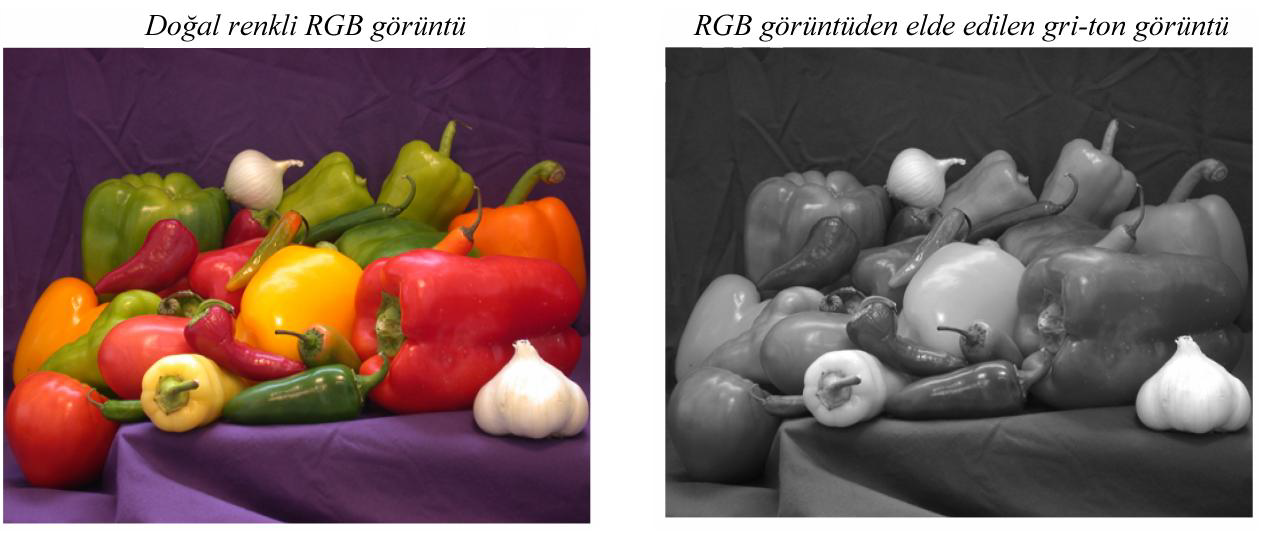 Doğal renkli RGB görüntü
RGB görüntüden elde edilen gri-ton görüntü